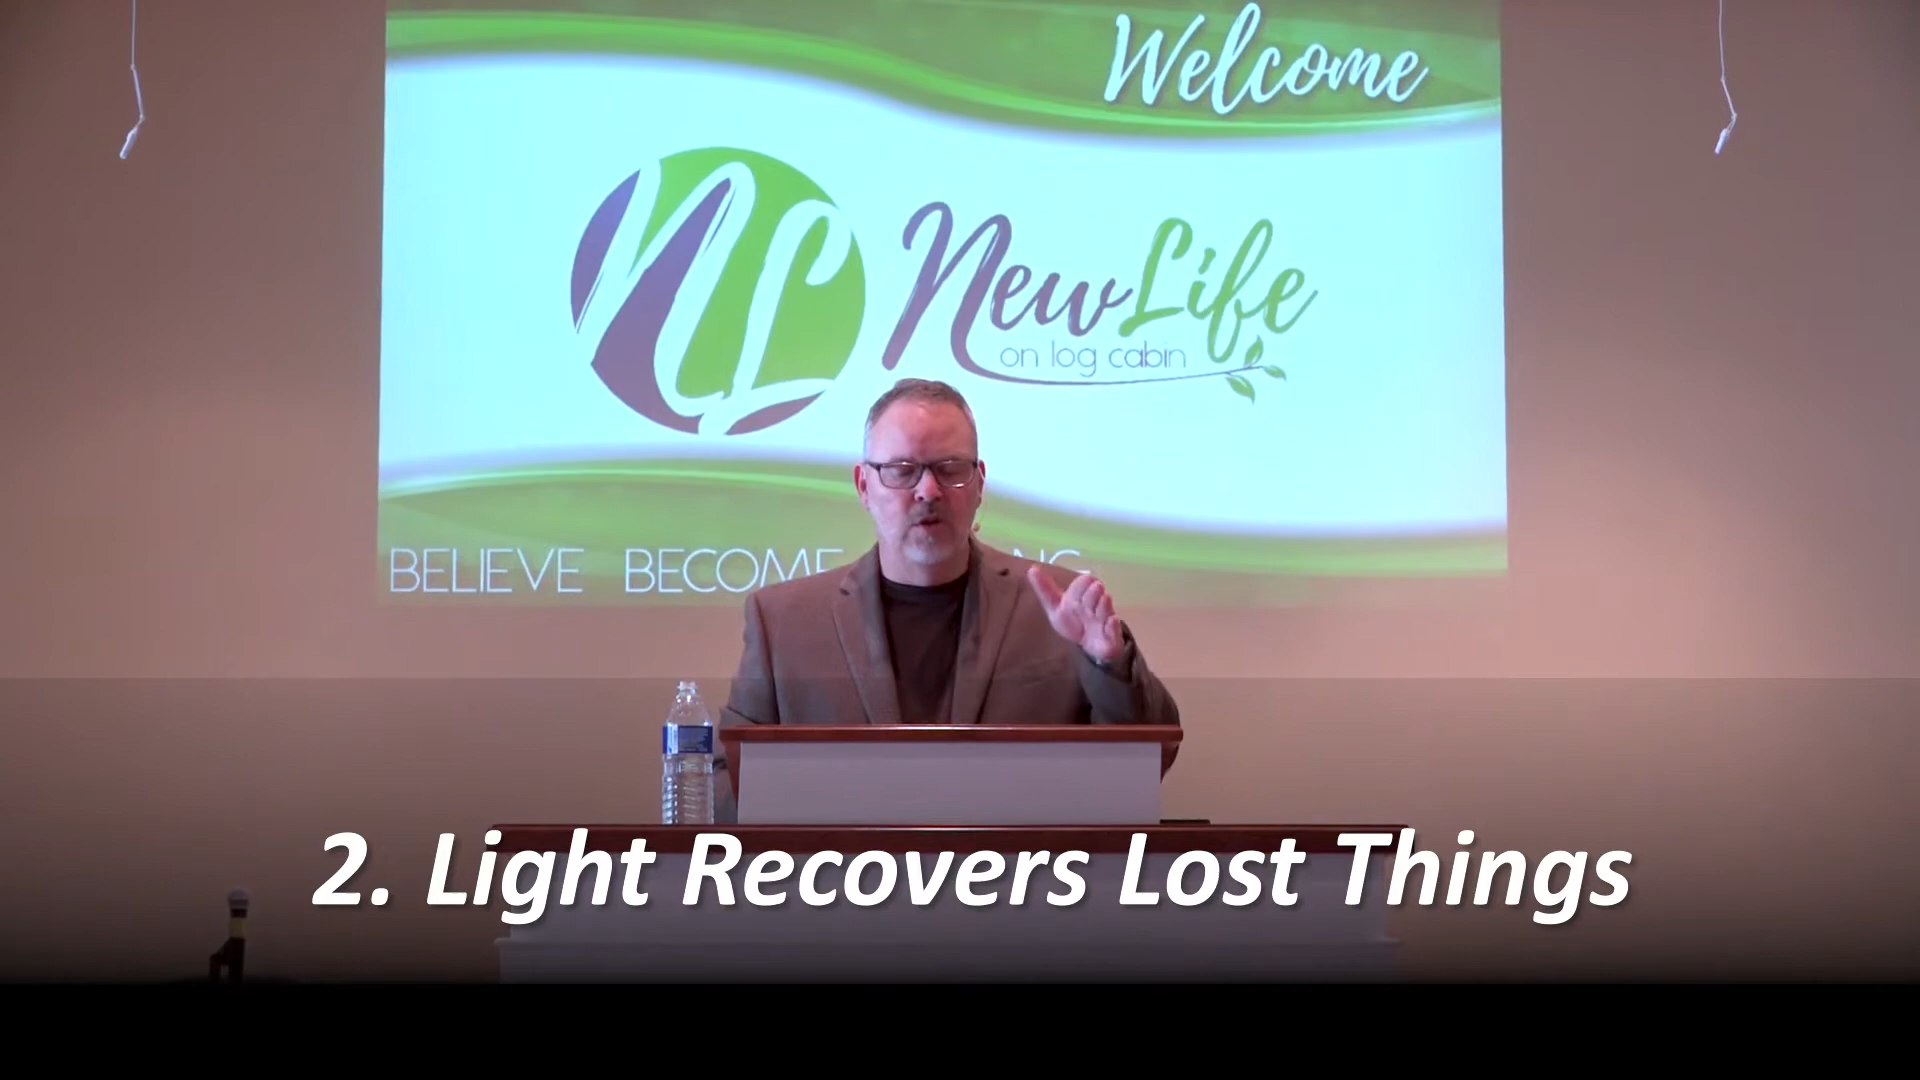 Welcome
NL
NewLife
on log cabin
BELIEVE BECOME
2. Light Recovers Lost Things